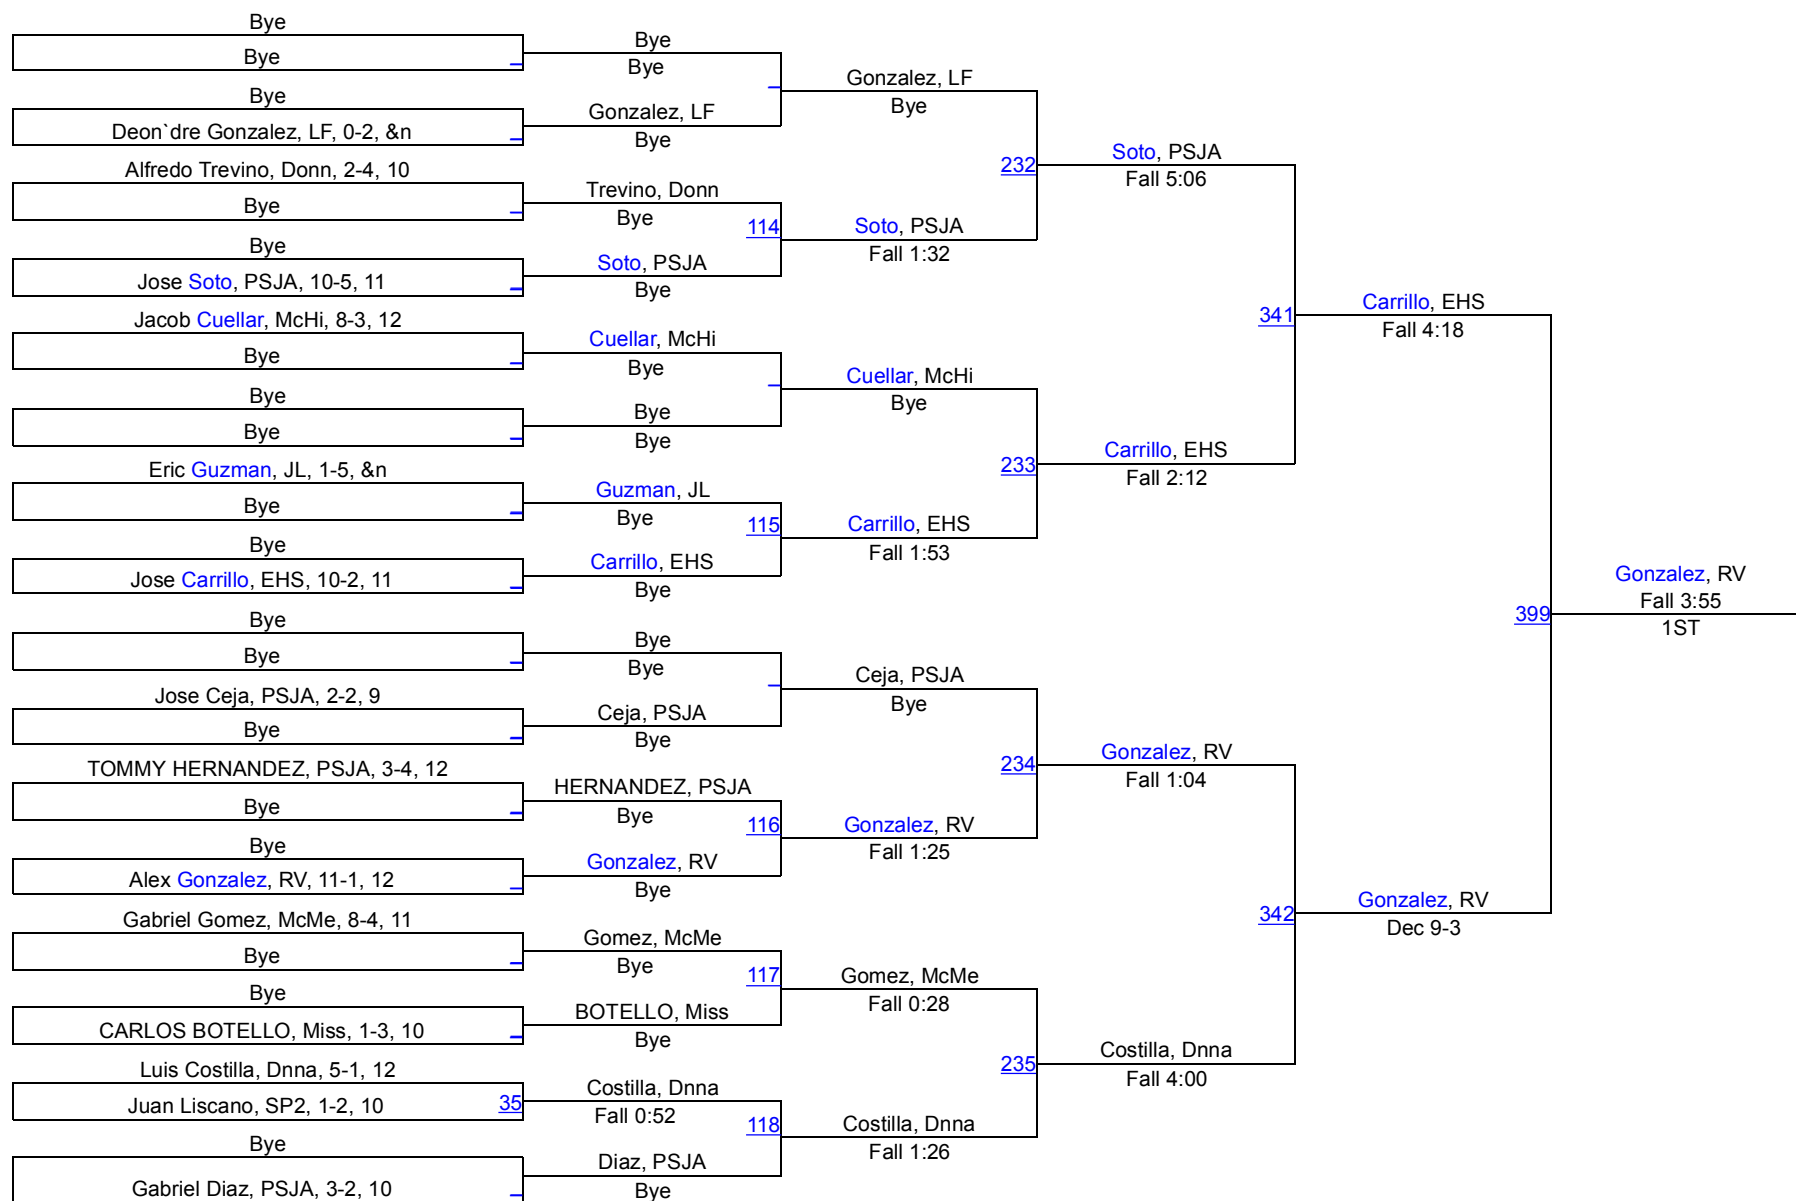 Bye
Bye
Bye
Deon`dre Gonzalez, LF, 0-2, &n
Alfredo Trevino, Donn, 2-4, 10
Bye
Bye
Jose Soto, PSJA, 10-5, 11
Jacob Cuellar, McHi, 8-3, 12
Bye
Bye
Bye
Eric Guzman, JL, 1-5, &n
Bye
Bye
Jose Carrillo, EHS, 10-2, 11
Bye
Bye
Jose Ceja, PSJA, 2-2, 9
Bye
TOMMY HERNANDEZ, PSJA, 3-4, 12
Bye
Bye
Alex Gonzalez, RV, 11-1, 12
Gabriel Gomez, McMe, 8-4, 11
Bye
Bye
CARLOS BOTELLO, Miss, 1-3, 10
Luis Costilla, Dnna, 5-1, 12
Juan Liscano, SP2, 1-2, 10
35
Bye
Gabriel Diaz, PSJA, 3-2, 10
Bye
Bye
Gonzalez, LF
Bye
Trevino, Donn
Bye
114
Soto, PSJA
Bye
Cuellar, McHi
Bye
Bye
Bye
Guzman, JL
Bye
115
Carrillo, EHS
Bye
Bye
Bye
Ceja, PSJA
Bye
HERNANDEZ, PSJA
Bye
116
Gonzalez, RV
Bye
Gomez, McMe
Bye
117
BOTELLO, Miss
Bye
Costilla, Dnna
Fall 0:52
118
Diaz, PSJA
Bye
Gonzalez, LF
Bye
232
Soto, PSJA
Fall 1:32
Cuellar, McHi
Bye
233
Carrillo, EHS
Fall 1:53
Ceja, PSJA
Bye
234
Gonzalez, RV
Fall 1:25
Gomez, McMe
Fall 0:28
235
Costilla, Dnna
Fall 1:26
Soto, PSJA
Fall 5:06
341
Carrillo, EHS
Fall 2:12
Gonzalez, RV
Fall 1:04
342
Costilla, Dnna
Fall 4:00
Carrillo, EHS
Fall 4:18
399
Gonzalez, RV
Dec 9-3
Gonzalez, RV
Fall 3:55
1ST